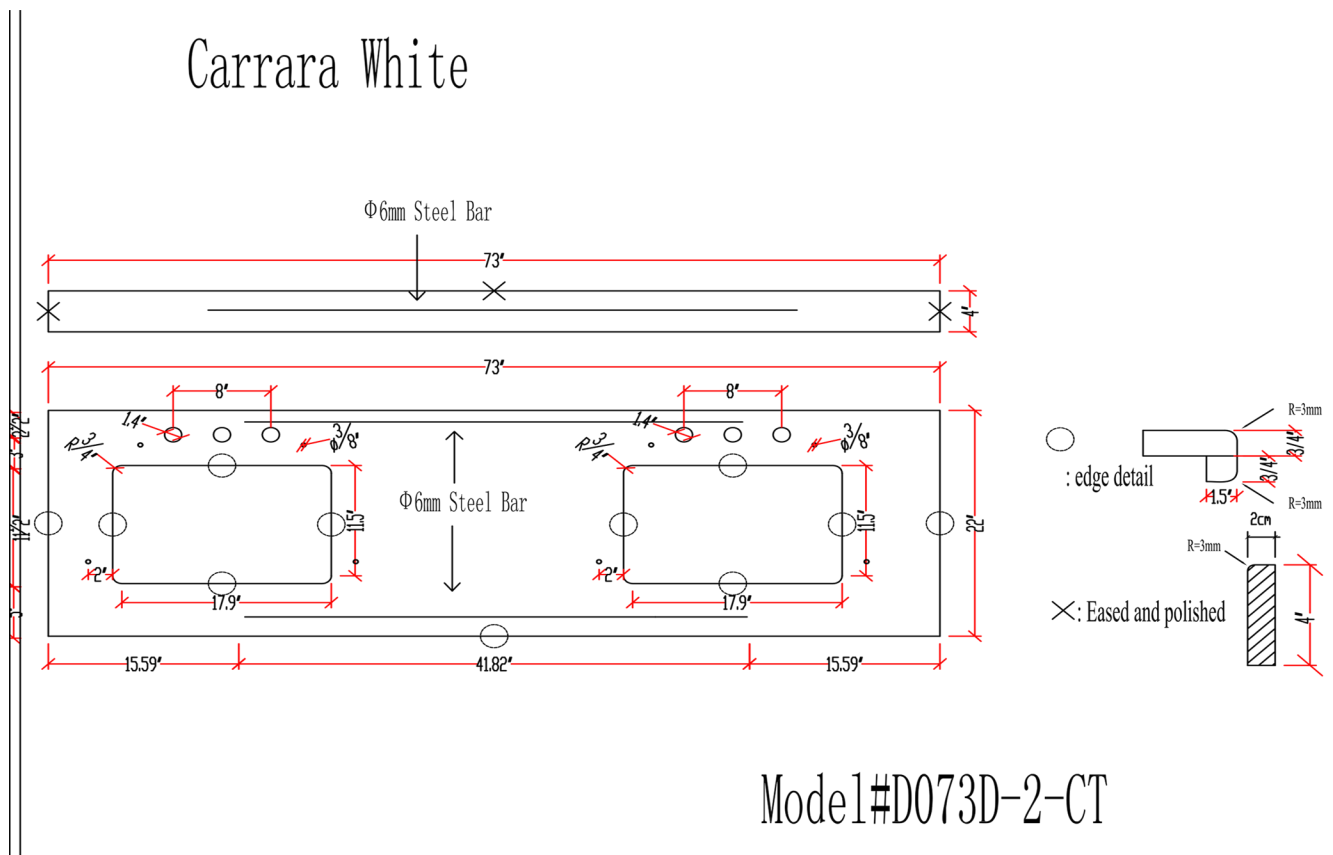 Carrara White
Φ6mm Steel Bar
73"
4"
73"
8"
8"
1.4"
1.4"
R 3/4"
φ3/8"
R 3/4"
φ3/8"
3"
11.5"
11.5"
22"
Φ6mm Steel Bar
2"
2"
17.9"
17.9"
15.59"
41.82"
15.59"
R=3mm
3/4"
: edge detail
3/4"
1.5"
R=3mm
2cm
R=3mm
4"
: Eased and polished
Model#D073D-2-CT